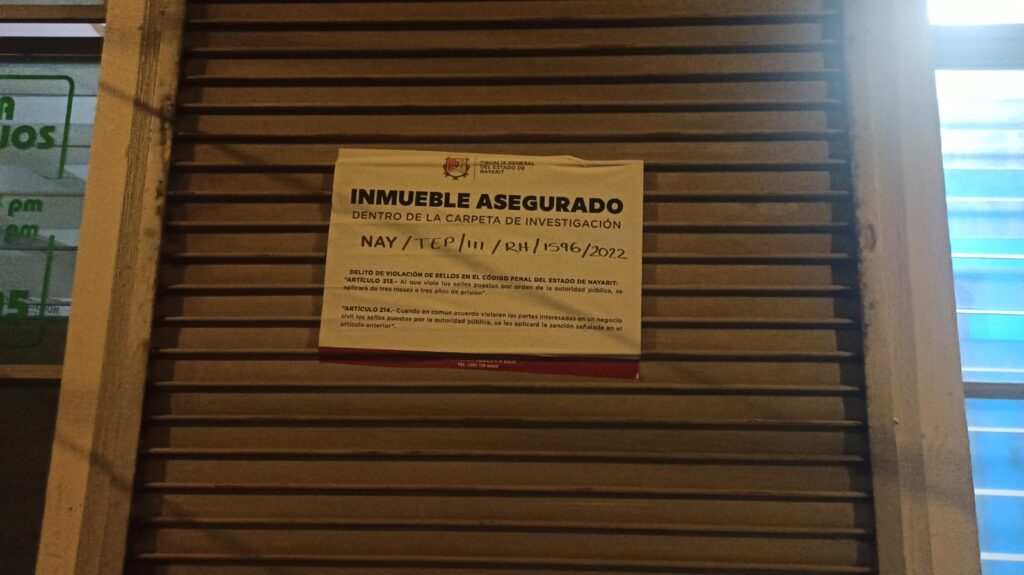 A
JOS
pm
am
05
FISCALÍA GENERAL
DEL ESTADO DE
NAYARIT
INMUEBLE ASEGURADO
DENTRO DE LA CARPETA DE INVESTIGACIÓN
NAY / TEP / III / RH / 1596 / 2022
DELITO DE VIOLACIÓN DE SELLOS EN EL CÓDIGO PENAL DEL ESTADO DE NAYARIT:
"ARTÍCULO 213.- Al que viole los sellos puestos por orden de la autoridad pública, se
aplicará de tres meses a tres años de prisión".
"ARTÍCULO 214.- Cuando en común acuerdo violaren las partes interesadas en un negocio
civil los sellos puestos por la autoridad pública, se les aplicará la sanción señalada en el
artículo anterior".